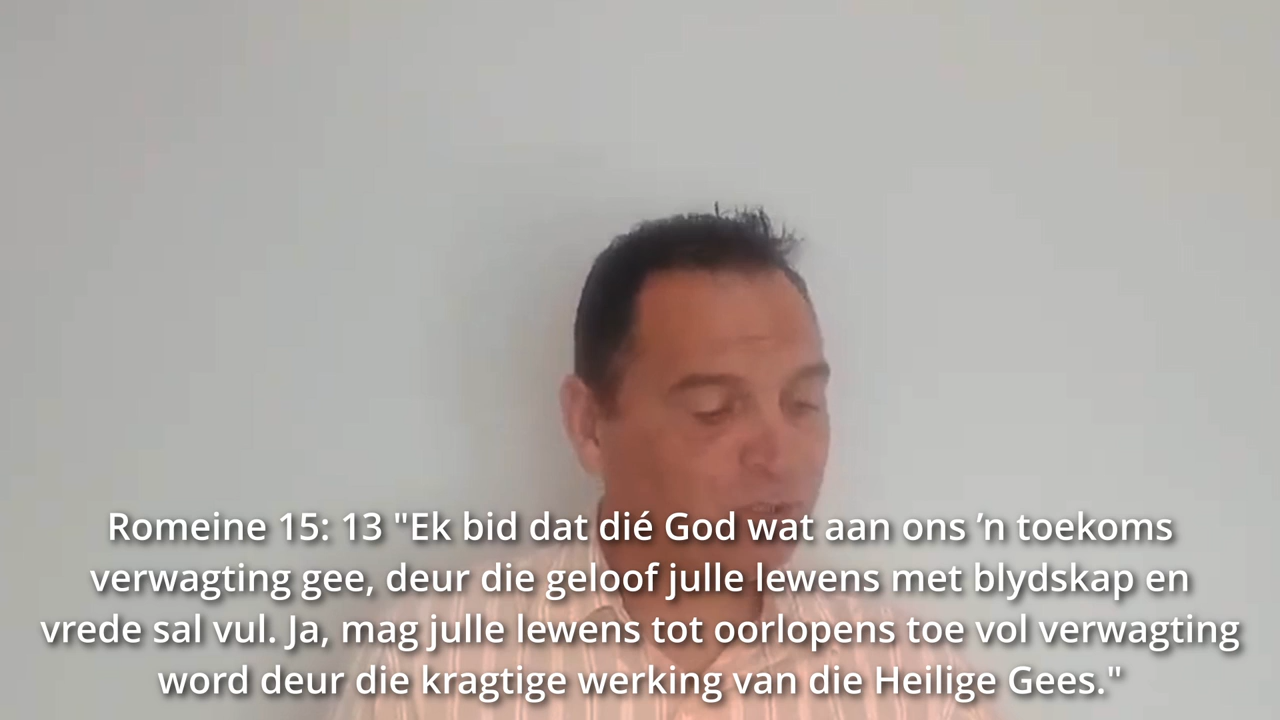 Romeine 15: 13 "Ek bid dat dié God wat aan ons ’n toekoms
verwagting gee, deur die geloof julle lewens met blydskap en
vrede sal vul. Ja, mag julle lewens tot oorlopens toe vol verwagting
word deur die kragtige werking van die Heilige Gees."